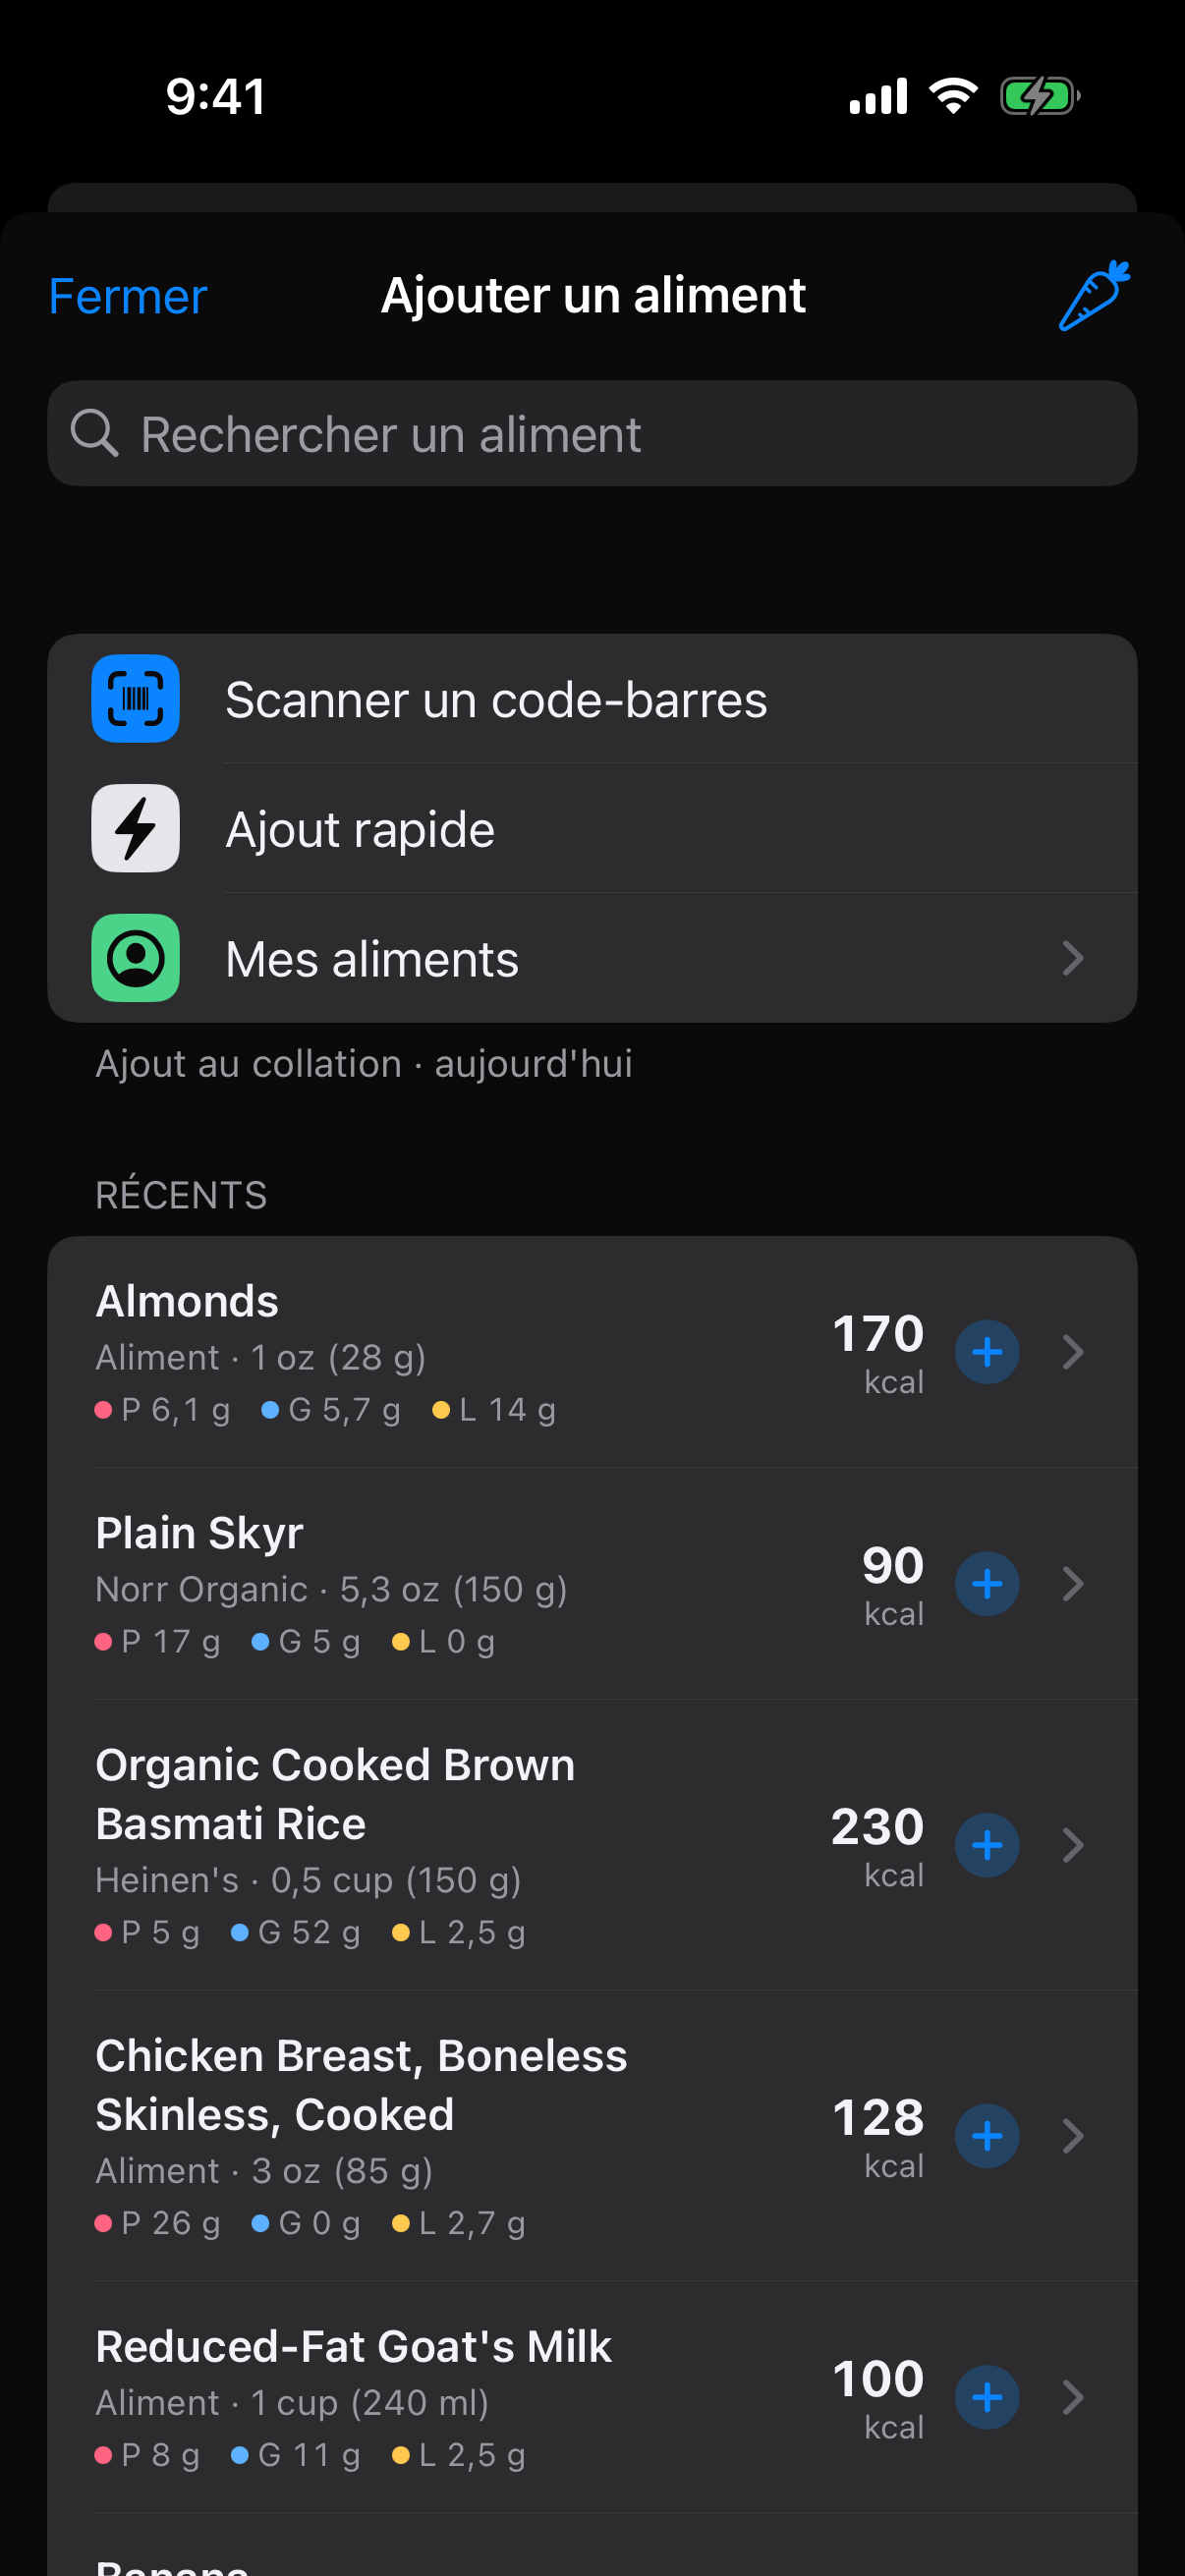 9:41
Fermer
Ajouter un aliment
Rechercher un aliment
Scanner un code-barres
Ajout rapide
Mes aliments
Ajout au collation · aujourd'hui
RÉCENTS
Almonds
Aliment · 1 oz (28 g)
P 6,1 g G 5,7 g L 14 g
170
kcal
Plain Skyr
Norr Organic · 5,3 oz (150 g)
P 17 g G 5 g L 0 g
90
kcal
Organic Cooked Brown
Basmati Rice
Heinen's · 0,5 cup (150 g)
P 5 g G 52 g L 2,5 g
230
kcal
Chicken Breast, Boneless
Skinless, Cooked
Aliment · 3 oz (85 g)
P 26 g G 0 g L 2,7 g
128
kcal
Reduced-Fat Goat's Milk
Aliment · 1 cup (240 ml)
P 8 g G 11 g L 2,5 g
100
kcal
Banana